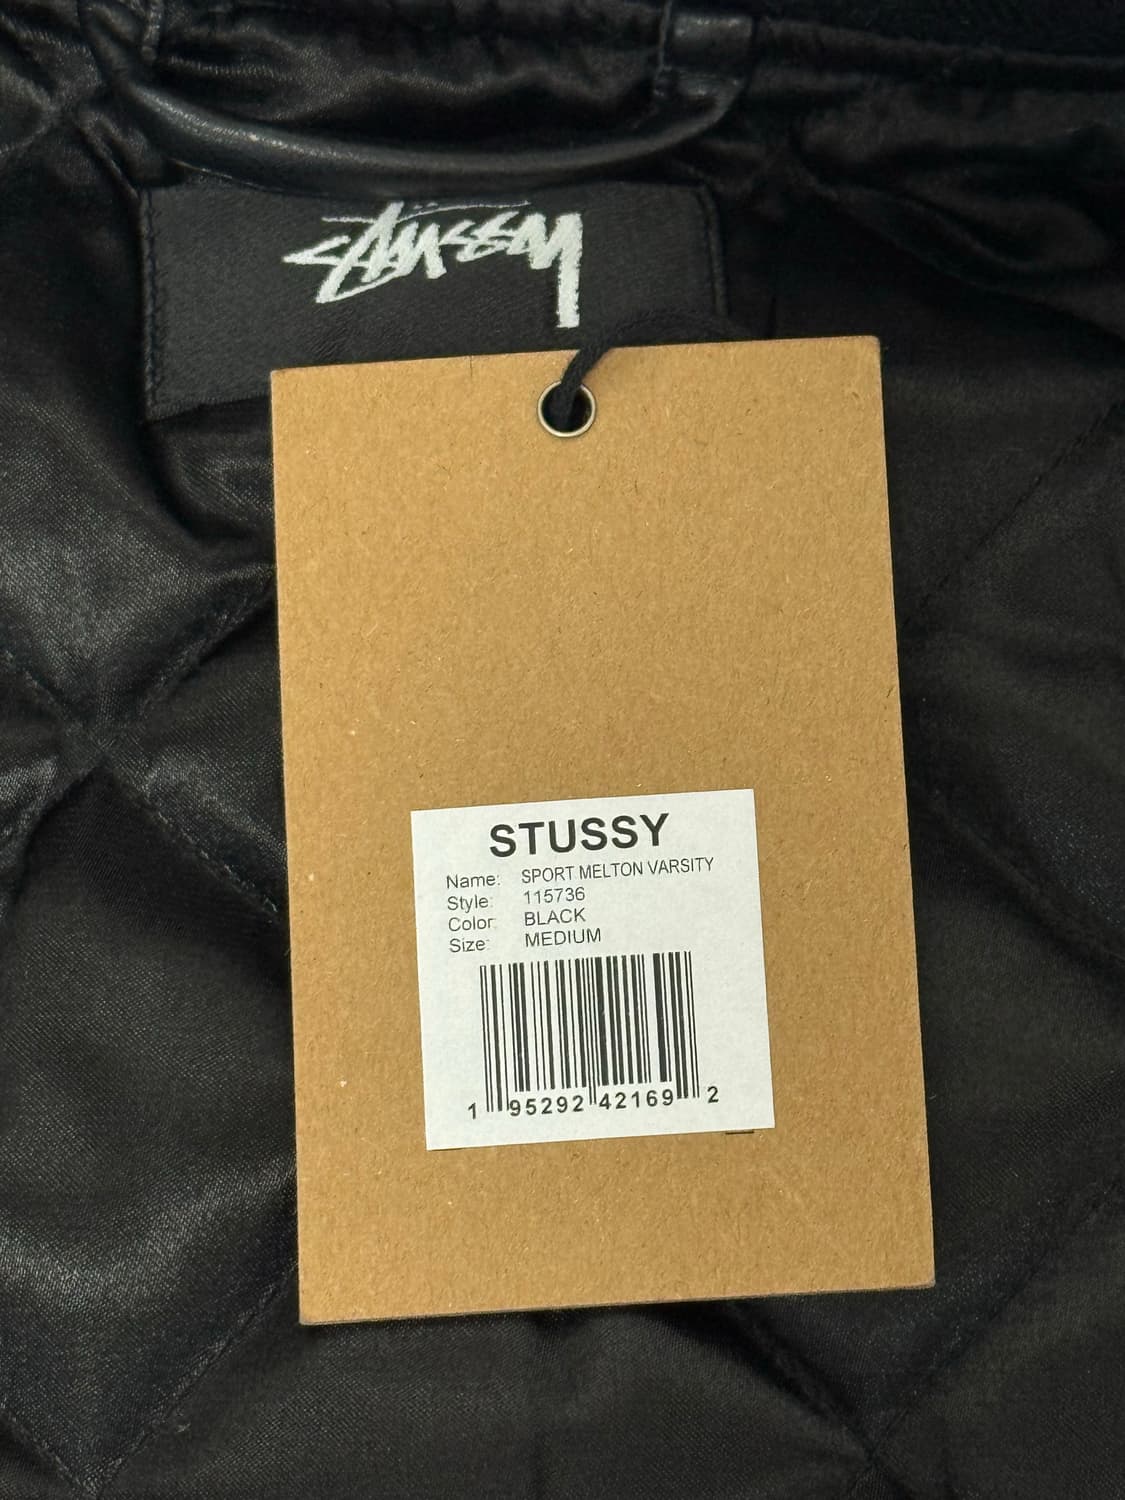 STÜSSY
STUSSY
Name: SPORT MELTON VARSITY
Style: 115736
Color: BLACK
Size: MEDIUM
1 95292 42169 2